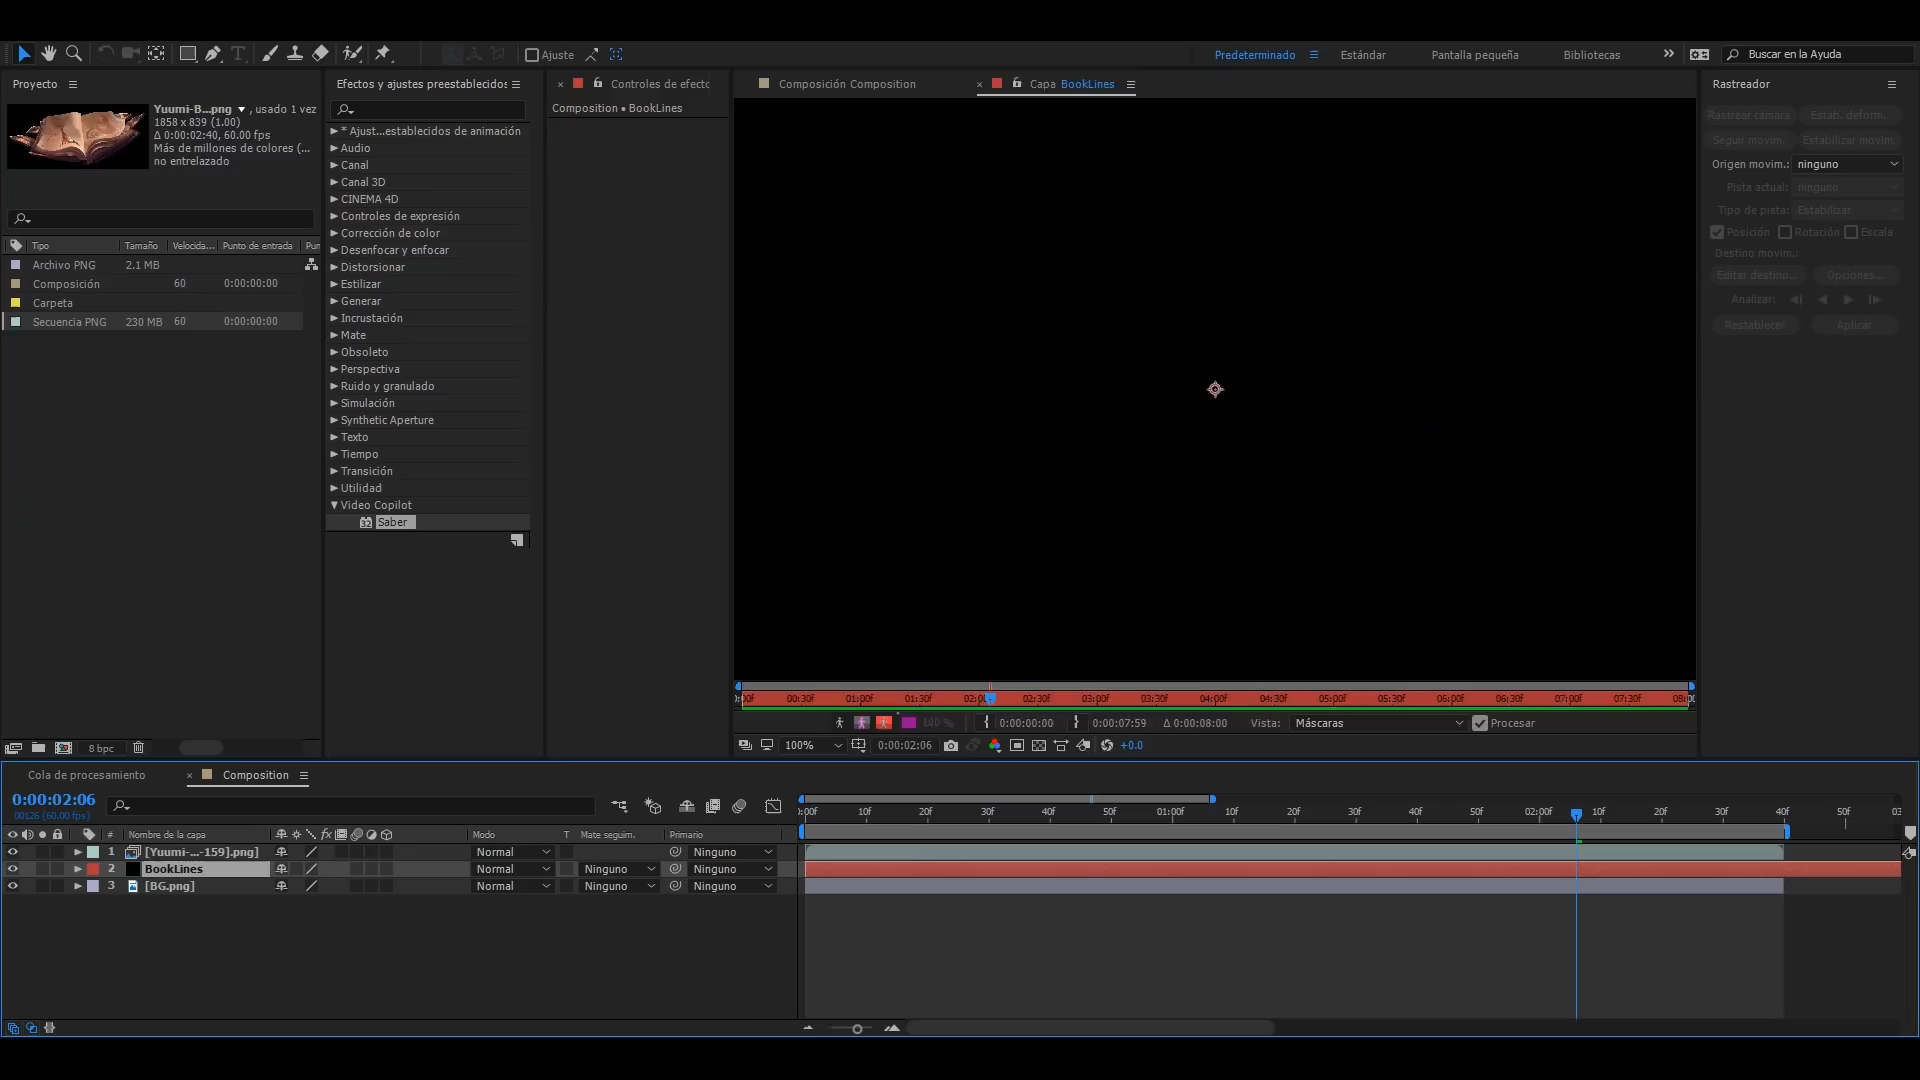 Ajuste
Predeterminado
Estándar
Pantalla pequeña
Bibliotecas
Buscar en la Ayuda
Proyecto
Efectos y ajustes preestablecidos
Controles de efecto
Composición Composition
Capa BookLines
Rastreador
Yuumi-B...png , usado 1 vez
1858 x 839 (1.00)
Δ 0:00:02:40, 60.00 fps
Más de millones de colores (...
no entrelazado
Composition • BookLines
* Ajust...establecidos de animación
Audio
Canal
Canal 3D
CINEMA 4D
Controles de expresión
Corrección de color
Desenfocar y enfocar
Distorsionar
Estilizar
Generar
Incrustación
Mate
Obsoleto
Perspectiva
Ruido y granulado
Simulación
Synthetic Aperture
Texto
Tiempo
Transición
Utilidad
Video Copilot
32 Saber
Rastrear cámara Estab. deform.
Seguir movim. Estabilizar movim.
Origen movim.: ninguno
Pista actual: ninguno
Tipo de pista: Estabilizar
Posición Rotación Escala
Destino movim.:
Editar destino... Opciones...
Analizar:
Restablecer Aplicar
Tipo Tamaño Velocida... Punto de entrada Pun
Archivo PNG 2.1 MB
Composición 60 0:00:00:00
Carpeta
Secuencia PNG 230 MB 60 0:00:00:00
8 bpc
0:00f 00:30f 01:00f 01:30f 02:00f 02:30f 03:00f 03:30f 04:00f 04:30f 05:00f 05:30f 06:00f 06:30f 07:00f 07:30f 08:00
100 % 0:00:00:00 0:00:07:59 Δ 0:00:08:00 Vista: Máscaras Procesar
100% 0:00:02:06 +0.0
Cola de procesamiento
Composition
0:00:02:06
00126 (60.00 fps)
:00f 10f 20f 30f 40f 50f 01:00f 10f 20f 30f 40f 50f 02:00f 10f 20f 30f 40f 50f 03
# Nombre de la capa fx Modo T Mate seguim. Primario
1 [Yuumi-...-159].png] Normal Ninguno
2 BookLines Normal Ninguno Ninguno
3 [BG.png] Normal Ninguno Ninguno